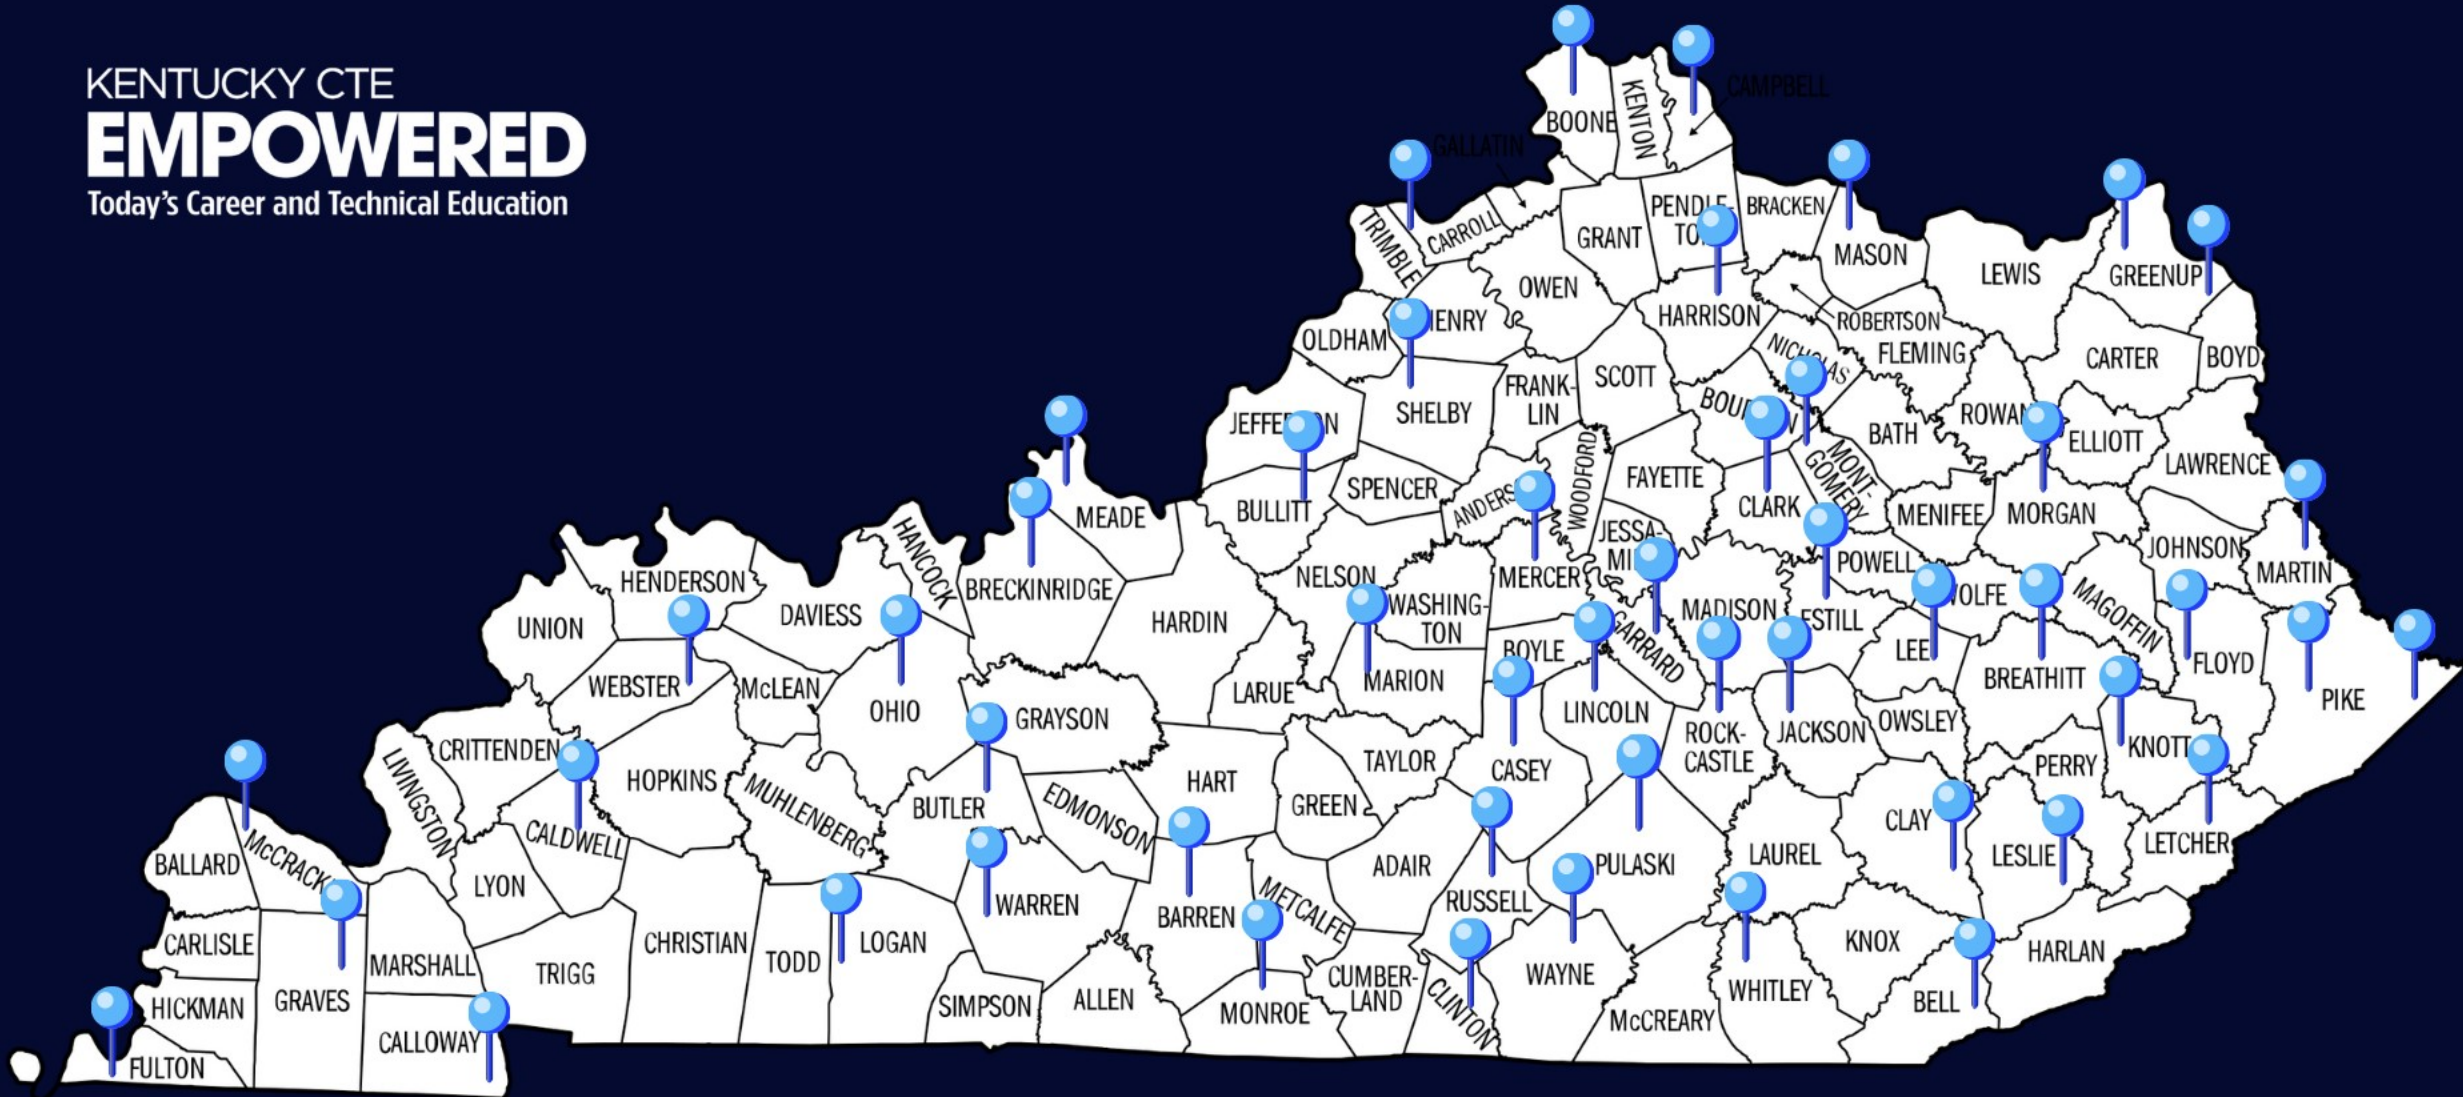 KENTUCKY CTE
EMPOWERED
Today's Career and Technical Education
CAMPBELL
BOONE
KENTON
GALLATIN
PENDLE-
BRACKEN
TRIMBLE
CARROLL
GRANT
MASON
LEWIS
GREENUP
OWEN
HARRISON
ROBERTSON
OLDHAM
FLEMING
CARTER
BOYD
SCOTT
FRANK-
LIN
SHELBY
ROWAN
BATH
ELLIOTT
LAWRENCE
WOODFORD
FAYETTE
MONT-
GOMERY
SPENCER
CLARK
MENIFEE
MORGAN
BULLITT
MEADE
HANCOCK
JESSA-
JOHNSON
MARTIN
POWELL
NELSON
MERCER
HENDERSON
BRECKINRIDGE
WASHING-
TON
MADISON
ESTILL
MAGOFFIN
DAVIESS
UNION
HARDIN
BOYLE
GARRARD
LEE
FLOYD
BREATHITT
WEBSTER
McLEAN
LARUE
MARION
PIKE
OHIO
GRAYSON
LINCOLN
ROCK-
CASTLE
JACKSON
OWSLEY
KNOTT
CRITTENDEN
LIVINGSTON
HOPKINS
MUHLENBERG
BUTLER
EDMONSON
HART
GREEN
TAYLOR
CASEY
PERRY
CLAY
LETCHER
BALLARD
CALDWELL
LYON
ADAIR
PULASKI
LAUREL
LESLIE
WARREN
BARREN
METCALFE
RUSSELL
CARLISLE
MARSHALL
TRIGG
CHRISTIAN
TODD
LOGAN
KNOX
HARLAN
HICKMAN
GRAVES
SIMPSON
ALLEN
MONROE
CUMBER-
LAND
CLINTON
WAYNE
WHITLEY
BELL
McCREARY
CALLOWAY
FULTON